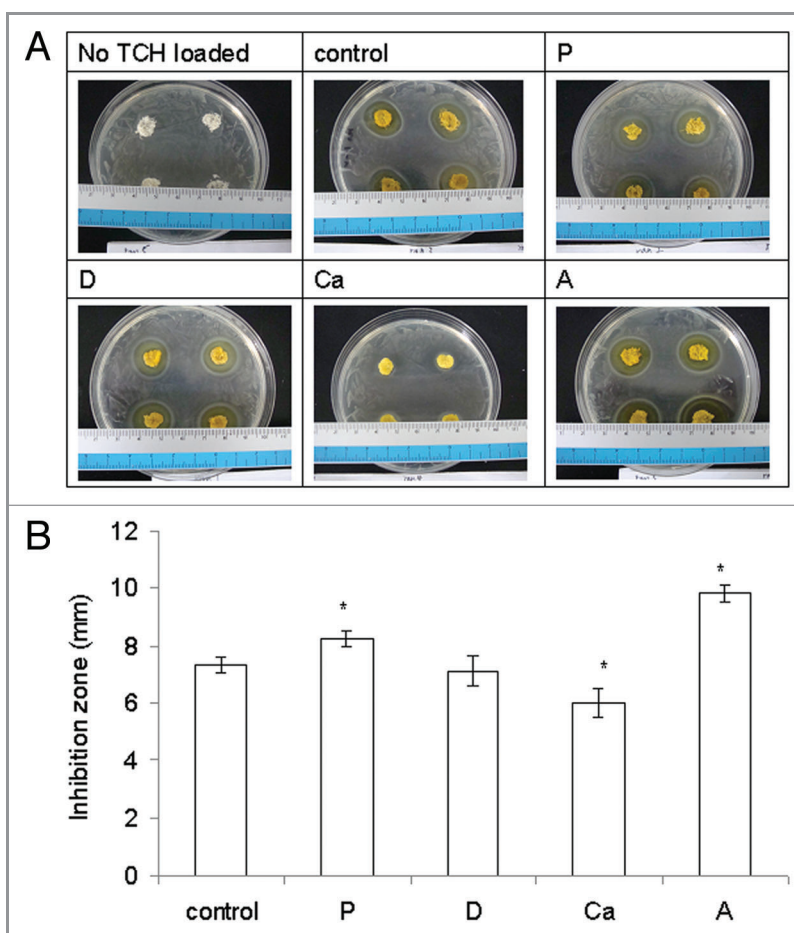 A
No TCH loaded
control
P
D
Ca
A
B
Inhibition zone (mm)
12
10
8
6
4
2
0
*
*
*
control
P
D
Ca
A